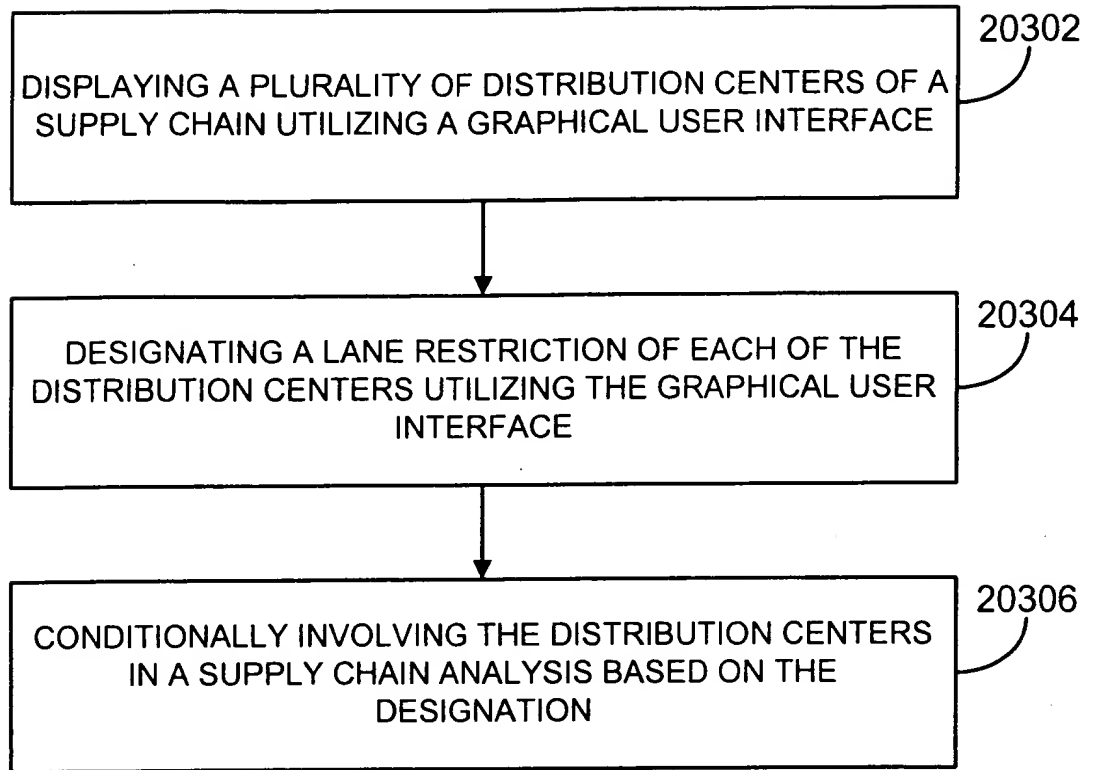 20302
DISPLAYING A PLURALITY OF DISTRIBUTION CENTERS OF A
SUPPLY CHAIN UTILIZING A GRAPHICAL USER INTERFACE
20304
DESIGNATING A LANE RESTRICTION OF EACH OF THE
DISTRIBUTION CENTERS UTILIZING THE GRAPHICAL USER
INTERFACE
20306
CONDITIONALLY INVOLVING THE DISTRIBUTION CENTERS
IN A SUPPLY CHAIN ANALYSIS BASED ON THE
DESIGNATION